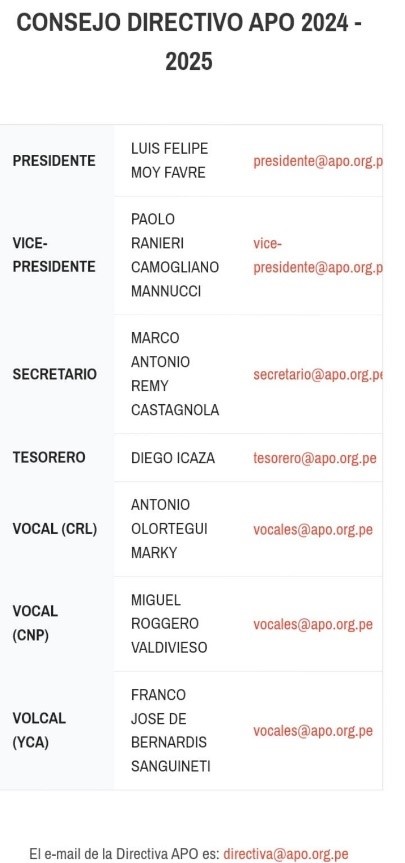 CONSEJO DIRECTIVO APO 2024 -
2025
PRESIDENTE
LUIS FELIPE
MOY FAVRE
presidente@apo.org.p
VICE-
PRESIDENTE
PAOLO
RANIERI
CAMOGLIANO
MANNUCCI
vice-
presidente@apo.org.p
SECRETARIO
MARCO
ANTONIO
REMY
CASTAGNOLA
secretario@apo.org.pe
TESORERO
DIEGO ICAZA
tesorero@apo.org.pe
VOCAL (CRL)
ANTONIO
OLORTEGUI
MARKY
vocales@apo.org.pe
VOCAL
(CNP)
MIGUEL
ROGGERO
VALDIVIESO
vocales@apo.org.pe
VOLCAL
(YCA)
FRANCO
JOSE DE
BERNARDIS
SANGUINETI
vocales@apo.org.pe
El e-mail de la Directiva APO es: directiva@apo.org.pe